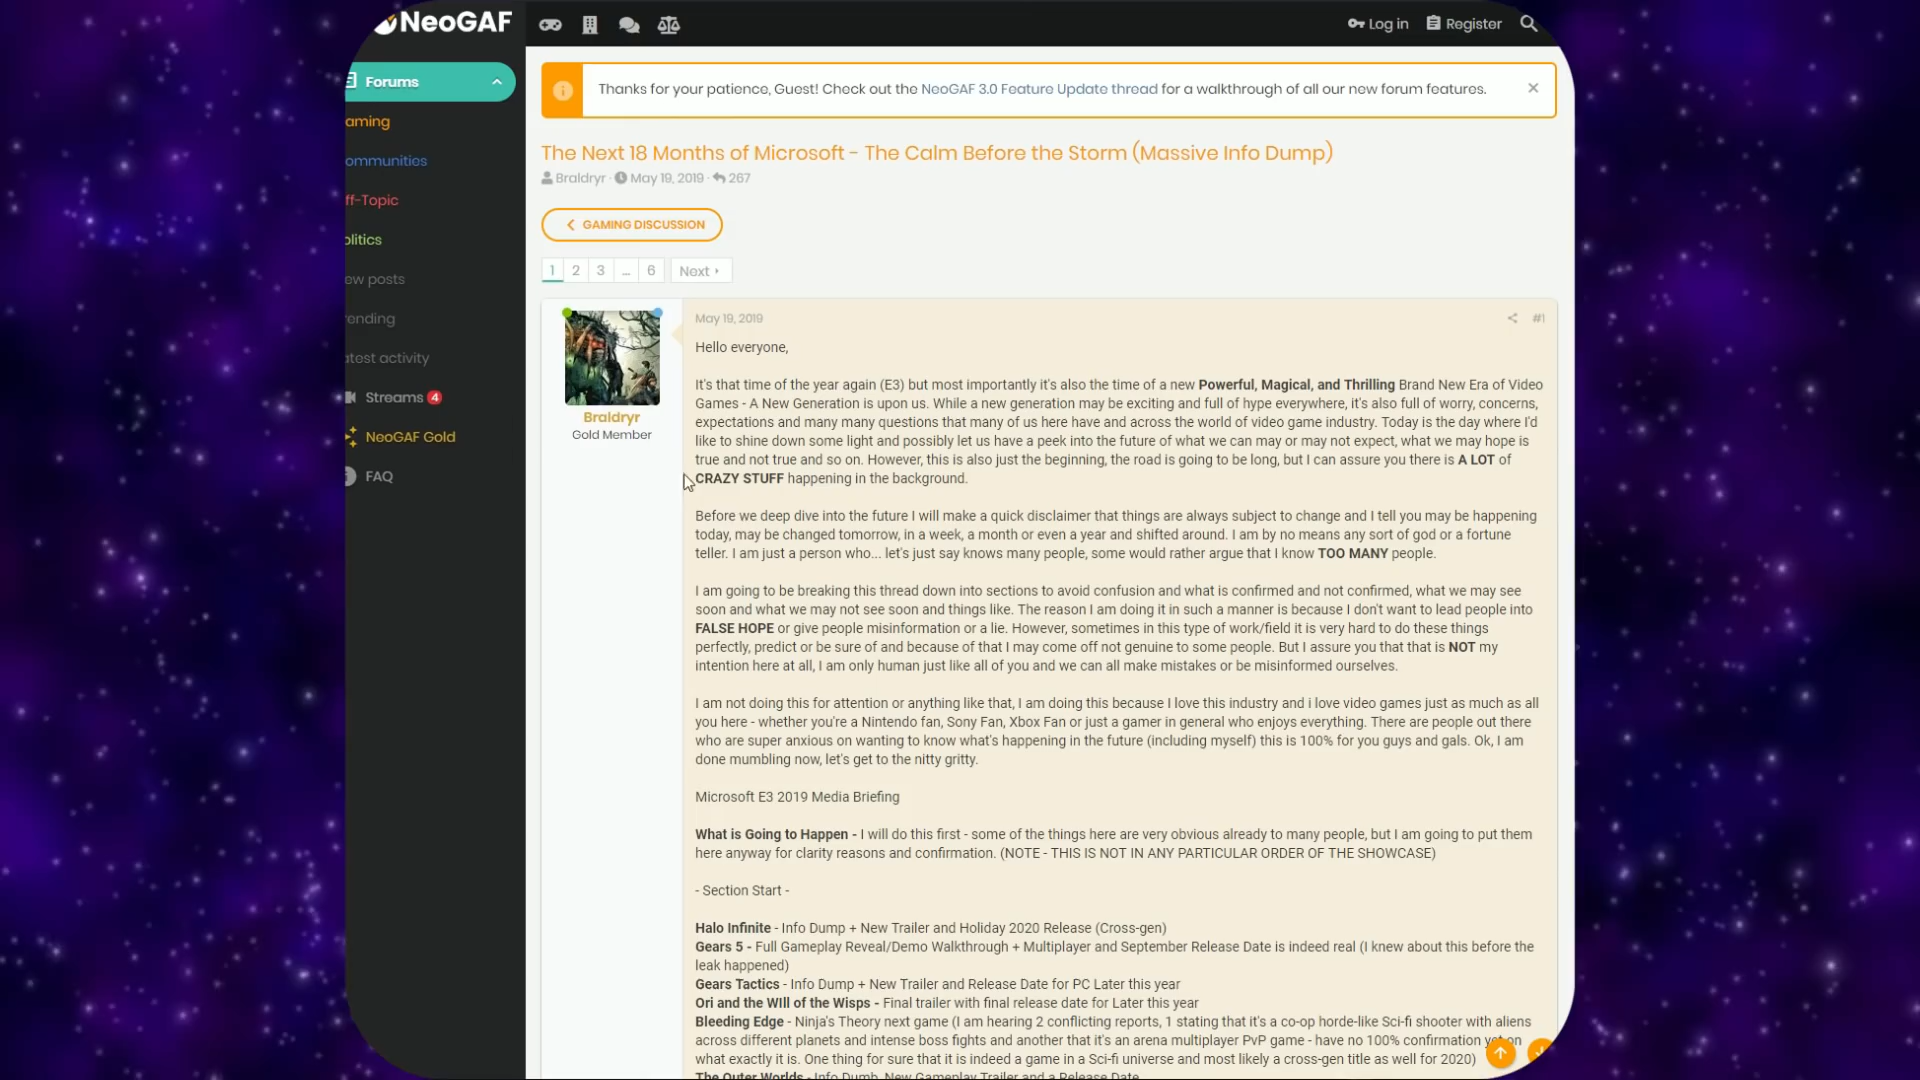 NeoGAF
Log in
Register
Forums
aming
ommunities
ff-Topic
olitics
ew posts
ending
atest activity
Streams 4
NeoGAF Gold
FAQ
Thanks for your patience, Guest! Check out the NeoGAF 3.0 Feature Update thread for a walkthrough of all our new forum features.
The Next 18 Months of Microsoft - The Calm Before the Storm (Massive Info Dump)
Braldryr · May 19, 2019 · 267
GAMING DISCUSSION
1 2 3 ... 6 Next
Braldryr
Gold Member
May 19, 2019 #1
Hello everyone,
It's that time of the year again (E3) but most importantly it's also the time of a new Powerful, Magical, and Thrilling Brand New Era of Video
Games - A New Generation is upon us. While a new generation may be exciting and full of hype everywhere, it's also full of worry, concerns,
expectations and many many questions that many of us here have and across the world of video game industry. Today is the day where I'd
like to shine down some light and possibly let us have a peek into the future of what we can may or may not expect, what we may hope is
true and not true and so on. However, this is also just the beginning, the road is going to be long, but I can assure you there is A LOT of
CRAZY STUFF happening in the background.
Before we deep dive into the future I will make a quick disclaimer that things are always subject to change and I tell you may be happening
today, may be changed tomorrow, in a week, a month or even a year and shifted around. I am by no means any sort of god or a fortune
teller. I am just a person who... let's just say knows many people, some would rather argue that I know TOO MANY people.
I am going to be breaking this thread down into sections to avoid confusion and what is confirmed and not confirmed, what we may see
soon and what we may not see soon and things like. The reason I am doing it in such a manner is because I don't want to lead people into
FALSE HOPE or give people misinformation or a lie. However, sometimes in this type of work/field it is very hard to do these things
perfectly, predict or be sure of and because of that I may come off not genuine to some people. But I assure you that that is NOT my
intention here at all, I am only human just like all of you and we can all make mistakes or be misinformed ourselves.
I am not doing this for attention or anything like that, I am doing this because I love this industry and i love video games just as much as all
you here - whether you're a Nintendo fan, Sony Fan, Xbox Fan or just a gamer in general who enjoys everything. There are people out there
who are super anxious on wanting to know what's happening in the future (including myself) this is 100% for you guys and gals. Ok, I am
done mumbling now, let's get to the nitty gritty.
Microsoft E3 2019 Media Briefing
What is Going to Happen - I will do this first - some of the things here are very obvious already to many people, but I am going to put them
here anyway for clarity reasons and confirmation. (NOTE - THIS IS NOT IN ANY PARTICULAR ORDER OF THE SHOWCASE)
- Section Start -
Halo Infinite - Info Dump + New Trailer and Holiday 2020 Release (Cross-gen)
Gears 5 - Full Gameplay Reveal/Demo Walkthrough + Multiplayer and September Release Date is indeed real (I knew about this before the
leak happened)
Gears Tactics - Info Dump + New Trailer and Release Date for PC Later this year
Ori and the WIll of the Wisps - Final trailer with final release date for Later this year
Bleeding Edge - Ninja's Theory next game (I am hearing 2 conflicting reports, 1 stating that it's a co-op horde-like Sci-fi shooter with aliens
across different planets and intense boss fights and another that it's an arena multiplayer PvP game - have no 100% confirmation yet on
what exactly it is. One thing for sure that it is indeed a game in a Sci-fi universe and most likely a cross-gen title as well for 2020)
The Outer Worlds - Info Dumb, New Gameplay Trailer and a Release Date